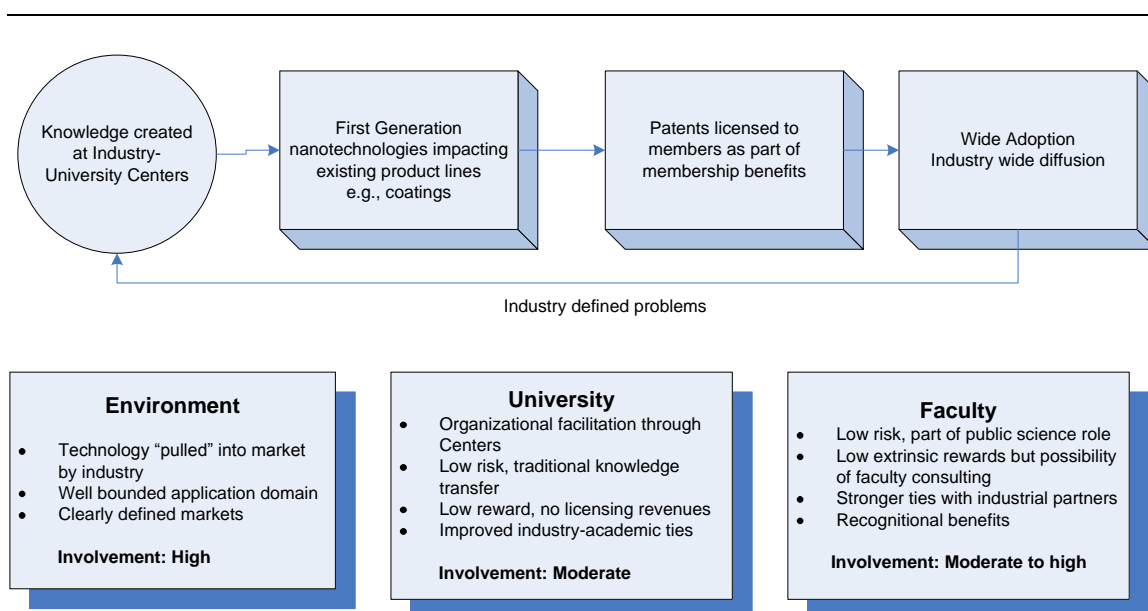 Knowledge created
at Industry-
University Centers
First Generation
nanotechnologies impacting
existing product lines
e.g., coatings
Patents licensed to
members as part of
membership benefits
Wide Adoption
Industry wide diffusion
Industry defined problems
Environment
• Technology “pulled” into market
by industry
• Well bounded application domain
• Clearly defined markets
Involvement: High
University
• Organizational facilitation through
Centers
• Low risk, traditional knowledge
transfer
• Low reward, no licensing revenues
• Improved industry-academic ties
Involvement: Moderate
Faculty
• Low risk, part of public science role
• Low extrinsic rewards but possibility
of faculty consulting
• Stronger ties with industrial partners
• Recognitional benefits
Involvement: Moderate to high